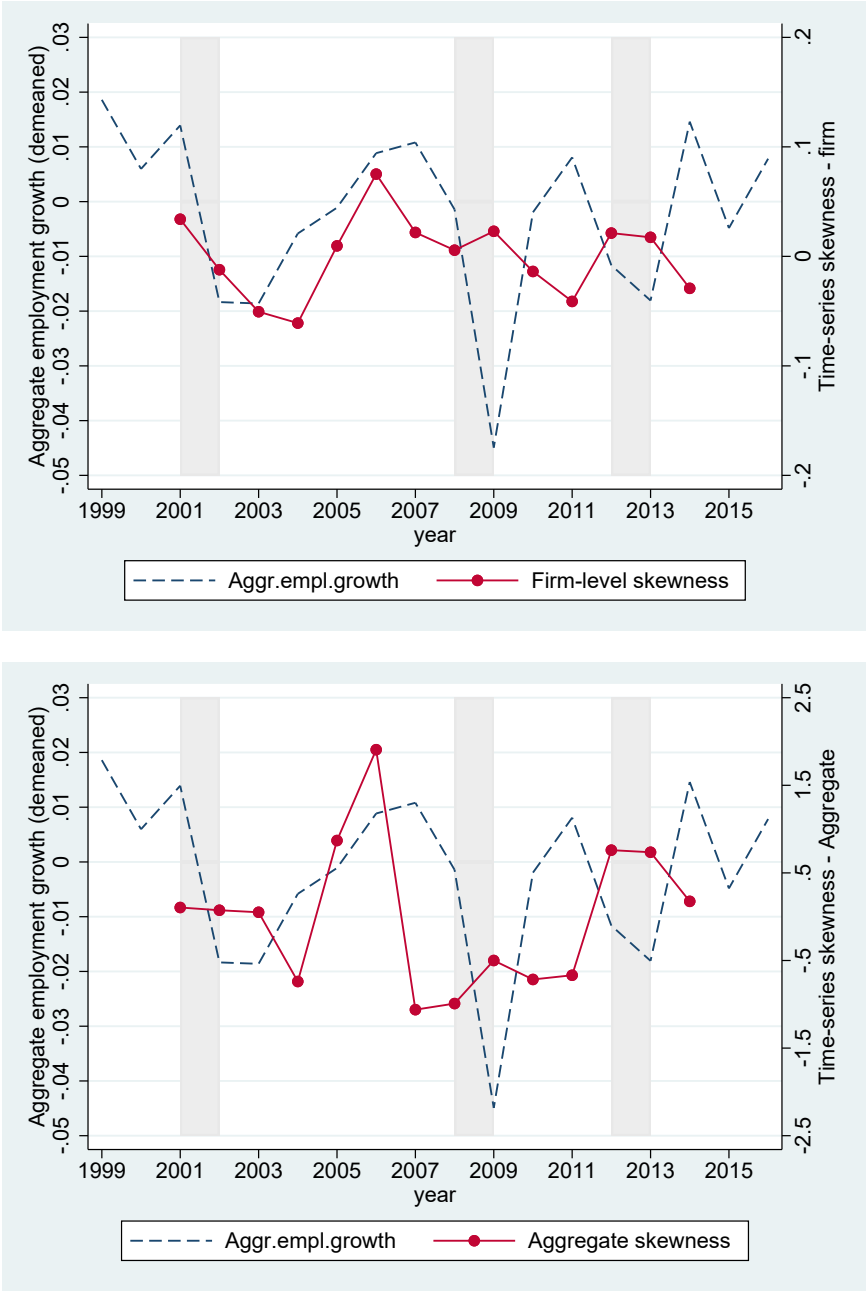 Aggregate employment growth (demeaned)
.03
.02
.01
0
-.01
-.02
-.03
-.04
-.05
.2
.1
0
-.1
-.2
Time-series skewness - firm
1999 2001 2003 2005 2007 2009 2011 2013 2015
year
Aggr.empl.growth Firm-level skewness
Aggregate employment growth (demeaned)
.03
.02
.01
0
-.01
-.02
-.03
-.04
-.05
2.5
1.5
.5
-.5
-1.5
-2.5
Time-series skewness - Aggregate
1999 2001 2003 2005 2007 2009 2011 2013 2015
year
Aggr.empl.growth Aggregate skewness